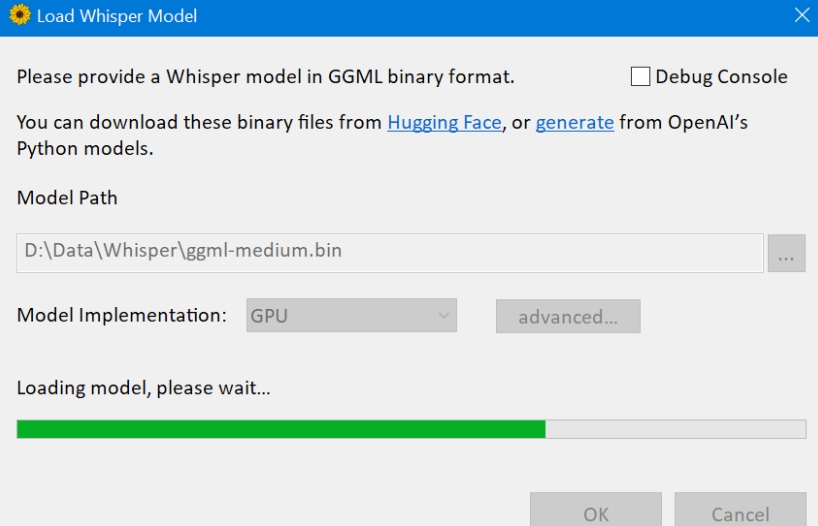 Load Whisper Model
Please provide a Whisper model in GGML binary format.
Debug Console
You can download these binary files from Hugging Face, or generate from OpenAI’s
Python models.
Model Path
D:\Data\Whisper\ggml-medium.bin
...
Model Implementation:
GPU
advanced...
Loading model, please wait...
OK
Cancel